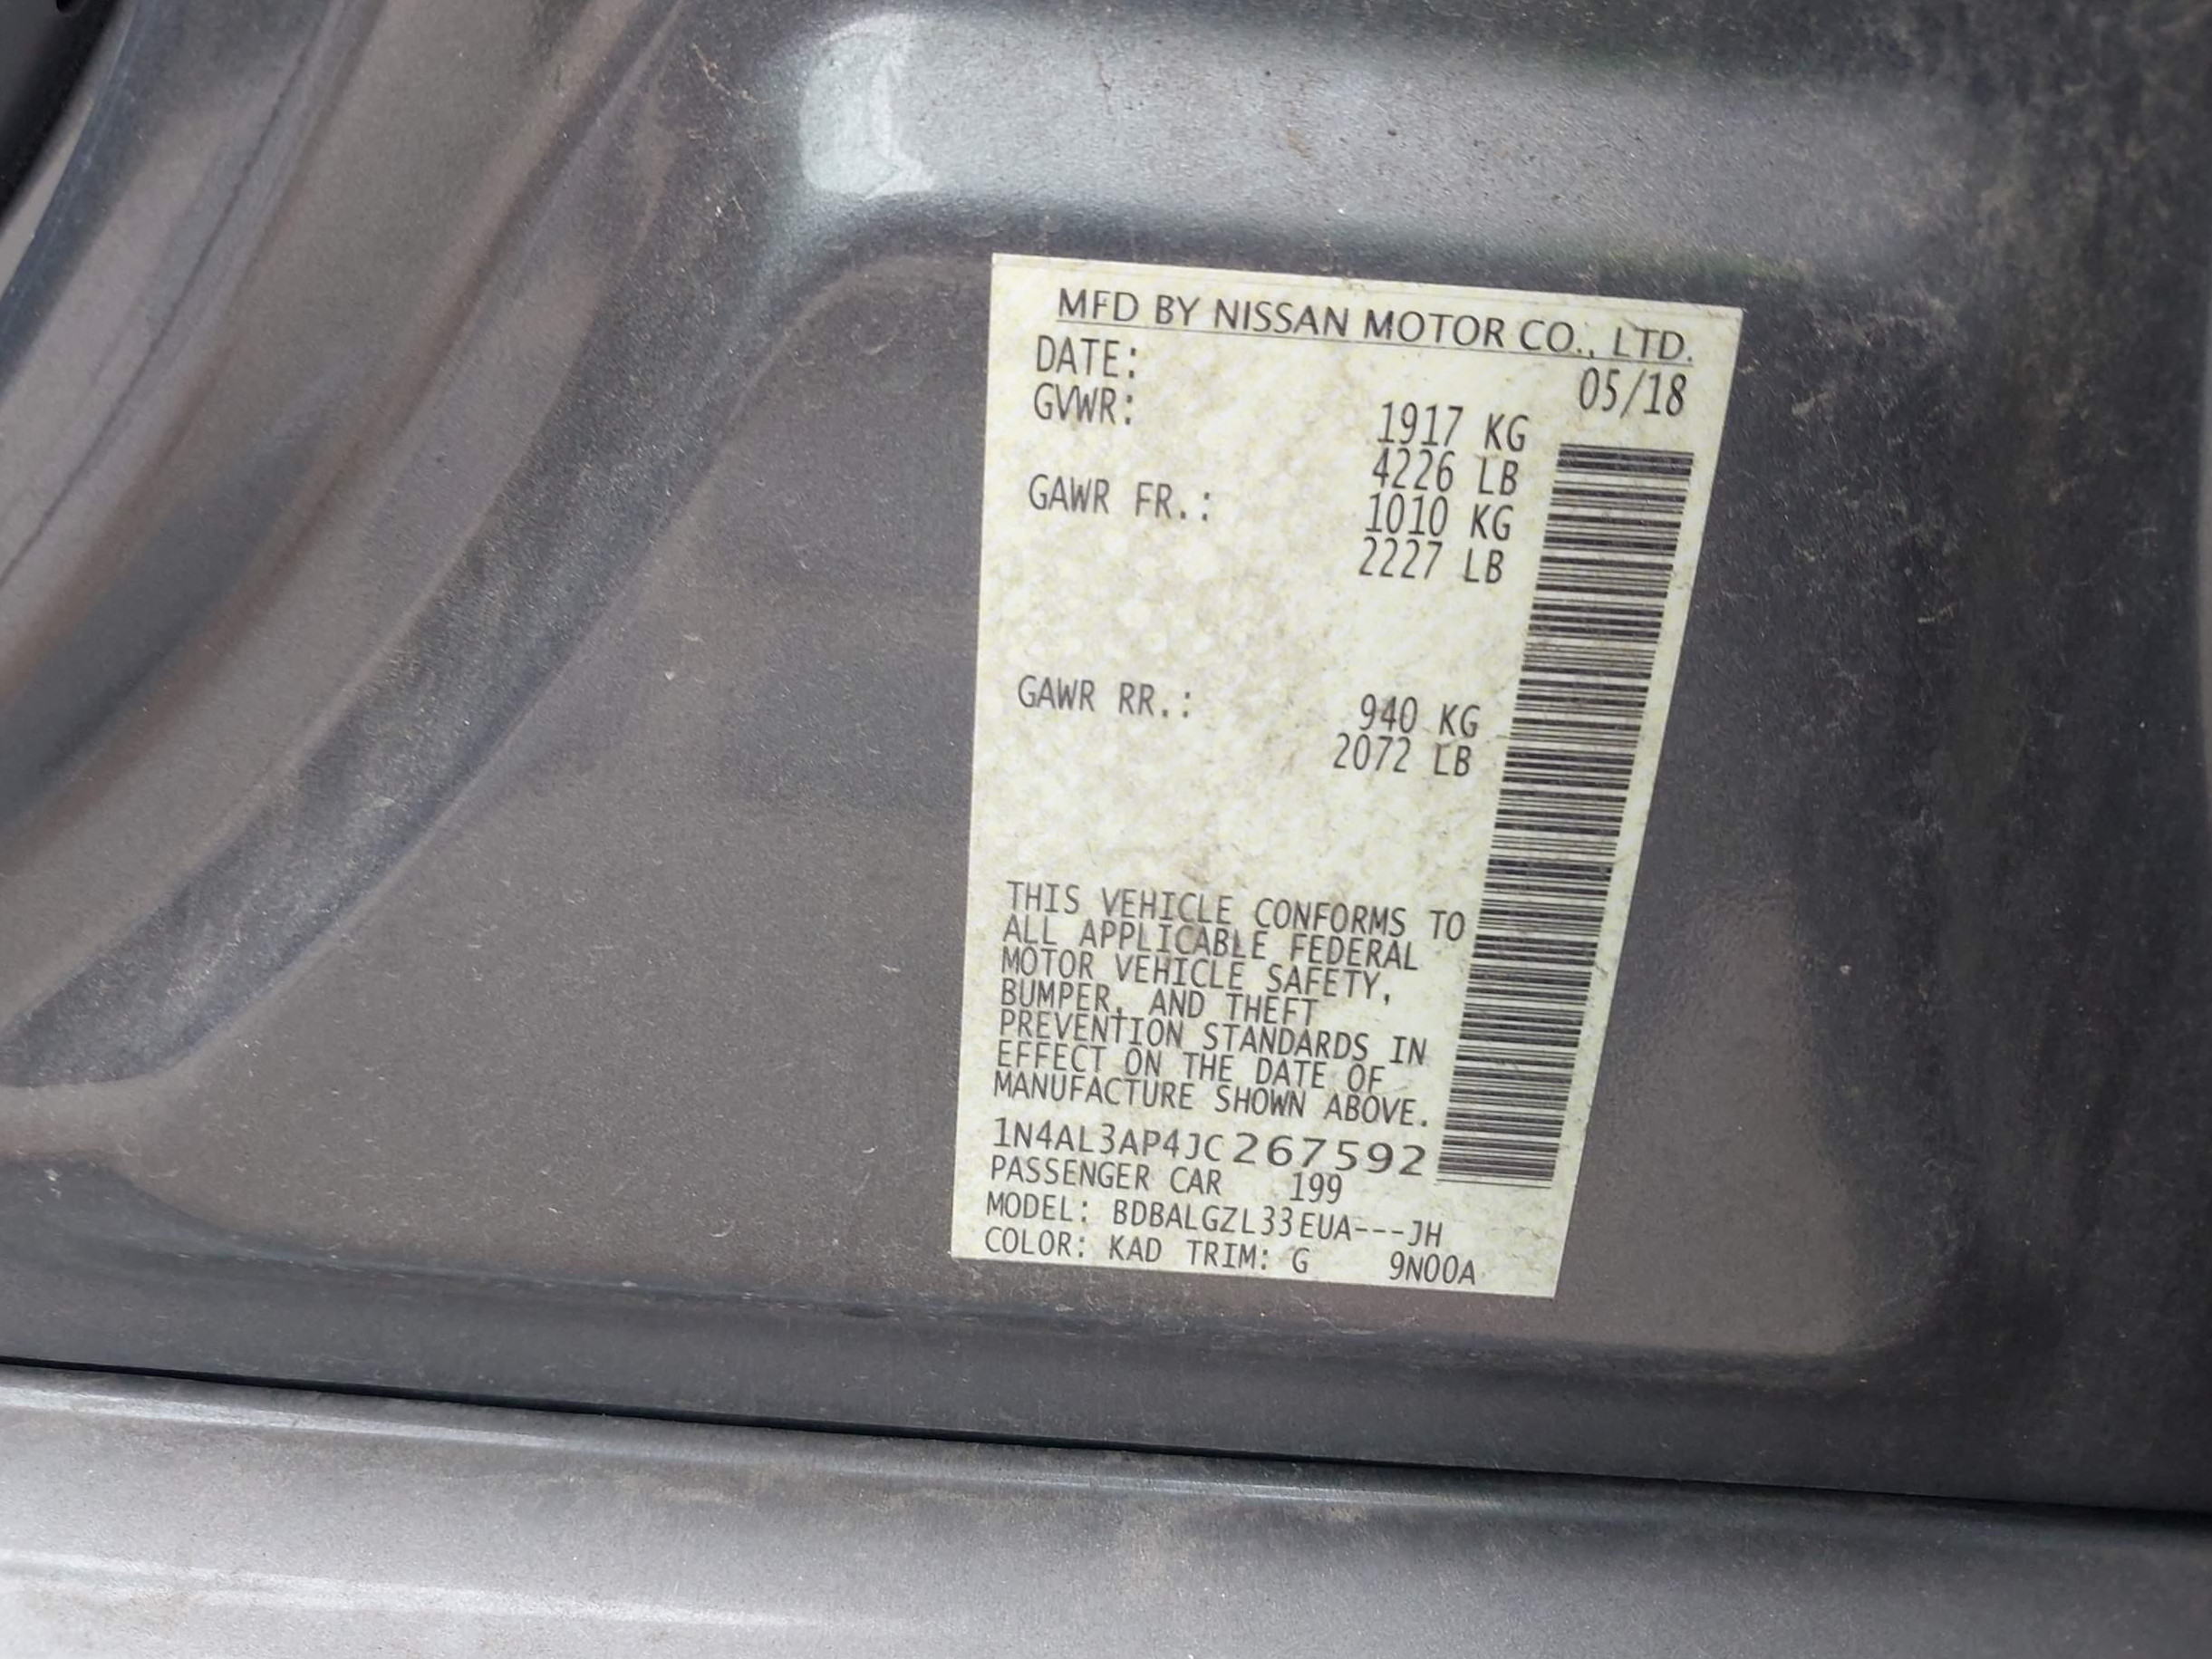 MFD BY NISSAN MOTOR CO., LTD.
DATE: 05/18
GVWR: 1917 KG
4226 LB
GAWR FR.: 1010 KG
2227 LB
GAWR RR.: 940 KG
2072 LB
THIS VEHICLE CONFORMS TO
ALL APPLICABLE FEDERAL
MOTOR VEHICLE SAFETY,
BUMPER, AND THEFT
PREVENTION STANDARDS IN
EFFECT ON THE DATE OF
MANUFACTURE SHOWN ABOVE.
1N4AL3AP4JC267592
PASSENGER CAR 199
MODEL: BDBALGZL33EUA---JH
COLOR: KAD TRIM: G 9N00A